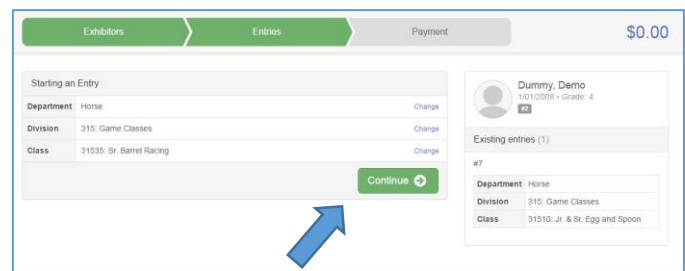 Exhibitors Entries Payment $0.00
Starting an Entry
Department Horse Change
Division 315: Game Classes Change
Class 31535: Sr. Barrel Racing Change
Continue
Dummy, Demo
1/01/2008 • Grade: 4
#2
Existing entries (1)
#7
Department Horse
Division 315: Game Classes
Class 31510: Jr. & Sr. Egg and Spoon